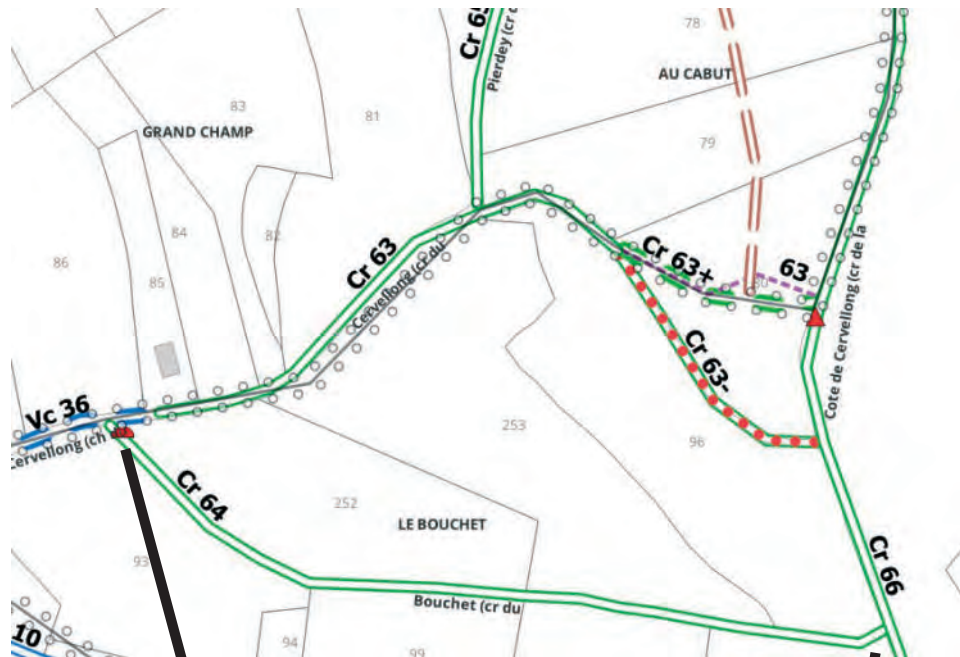 Cr 65
Pierdey (cr d
78
AU CABUT
83
GRAND CHAMP
81
79
84
82
86
85
Cr 63
Cervellong (cr du
Cr 63+
63
80
Cote de Cervellong (cr de la
Cr 63-
Vc 36
Cervellong (ch
253
96
Cr 64
252
LE BOUCHET
93
Cr 66
Bouchet (cr du
10
94
99